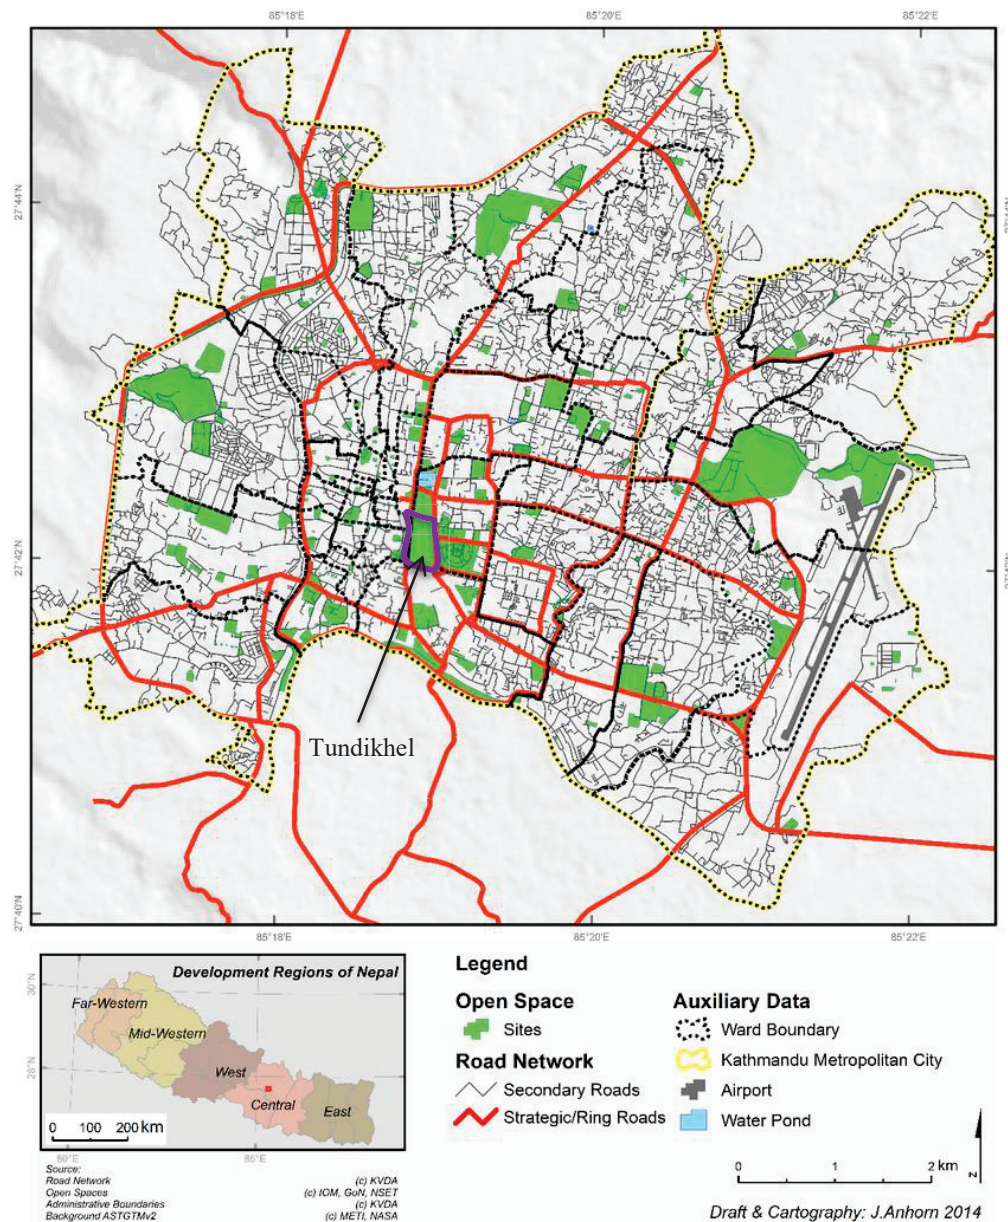 85°18'E 85°20'E 85°22'E
27°44'N
27°42'N
Tundikhel
27°40'N
85°18'E 85°20'E 85°22'E
Development Regions of Nepal
30°N
Far-Western
Mid-Western
28°N
West
Central
East
0 100 200 km
80°E 85°E
Source:
Road Network (c) KVDA
Open Spaces (c) IOM, GoN, NSET
Administrative Boundaries (c) KVDA
Background ASTGTMv2 (c) METI, NASA
Legend
Open Space
Sites
Road Network
Secondary Roads
Strategic/Ring Roads
Auxiliary Data
Ward Boundary
Kathmandu Metropolitan City
Airport
Water Pond
0 1 2 km
N
Draft & Cartography: J.Anhorn 2014